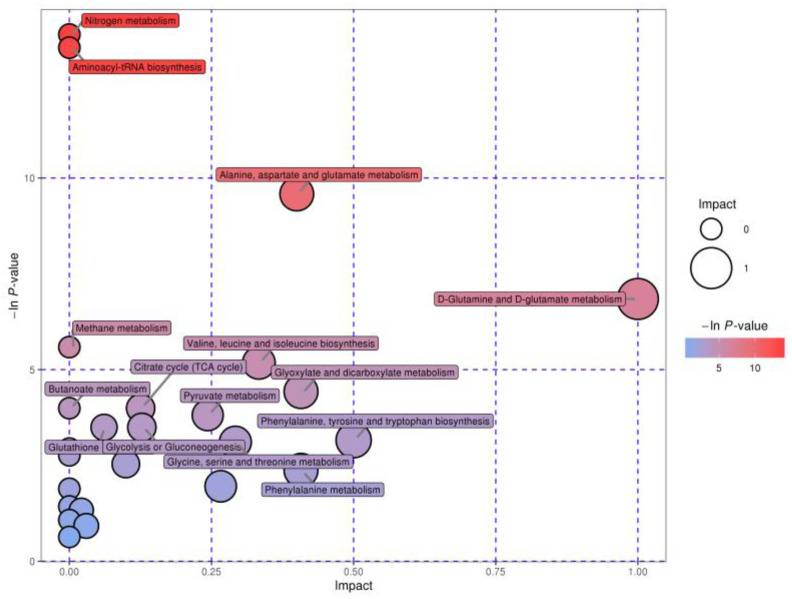 Nitrogen metabolism
Aminoacyl-tRNA biosynthesis
Alanine, aspartate and glutamate metabolism
D-Glutamine and D-glutamate metabolism
Methane metabolism
Valine, leucine and isoleucine biosynthesis
Citrate cycle (TCA cycle)
Glyoxylate and dicarboxylate metabolism
Butanoate metabolism
Pyruvate metabolism
Phenylalanine, tyrosine and tryptophan biosynthesis
Glutathione
Glycolysis or Gluconeogenesis
Glycine, serine and threonine metabolism
Phenylalanine metabolism
10
5
0
−ln P-value
0.00 0.25 0.50 0.75 1.00
Impact
Impact
0
1
−ln P-value
5 10